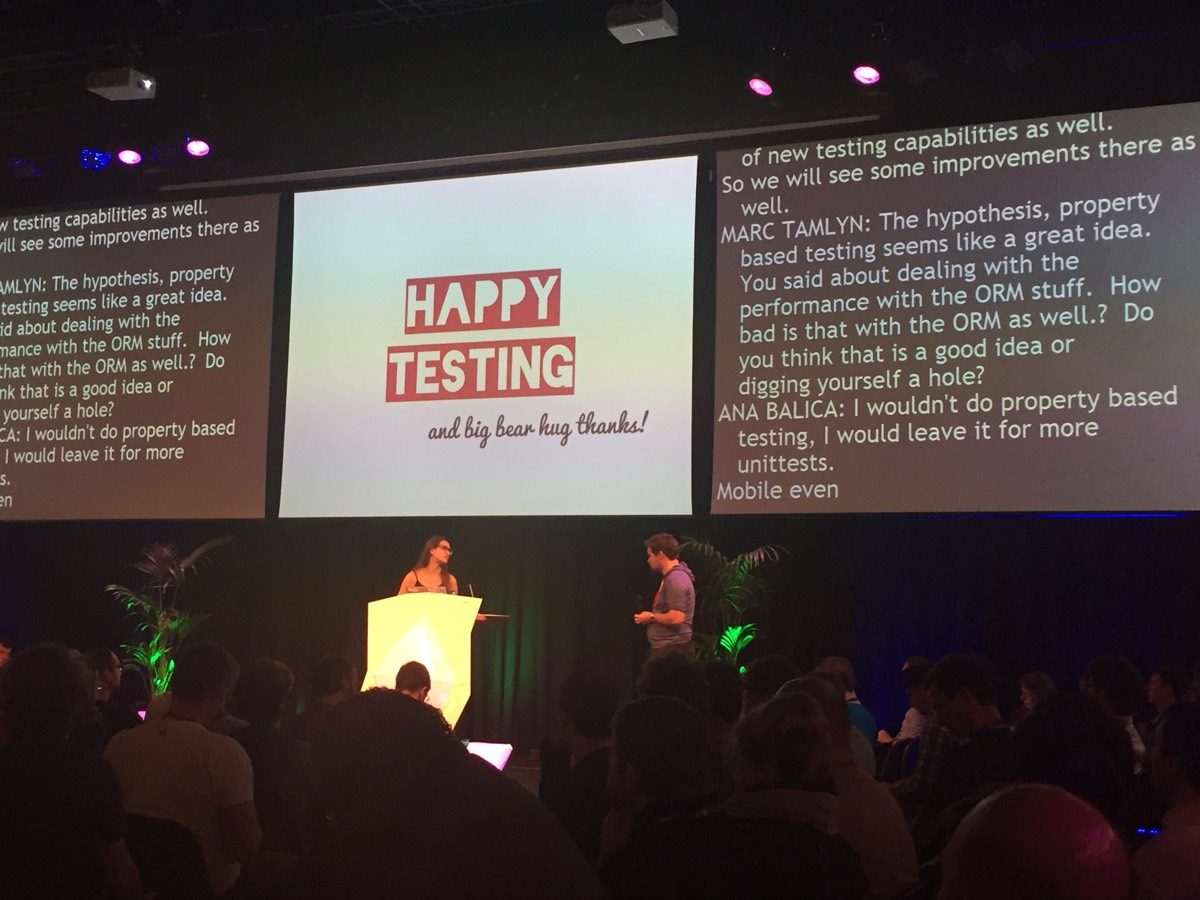 w testing capabilities as well.
ill see some improvements there as
AMLYN: The hypothesis, property
testing seems like a great idea.
id about dealing with the
mance with the ORM stuff. How
that with the ORM as well.? Do
nk that is a good idea or
yourself a hole?
CA: I wouldn't do property based
I would leave it for more
s.
en
HAPPY
TESTING
and big bear hug thanks!
of new testing capabilities as well.
So we will see some improvements there as
well.
MARC TAMLYN: The hypothesis, property
based testing seems like a great idea.
You said about dealing with the
performance with the ORM stuff. How
bad is that with the ORM as well.? Do
you think that is a good idea or
digging yourself a hole?
ANA BALICA: I wouldn't do property based
testing, I would leave it for more
unittests.
Mobile even